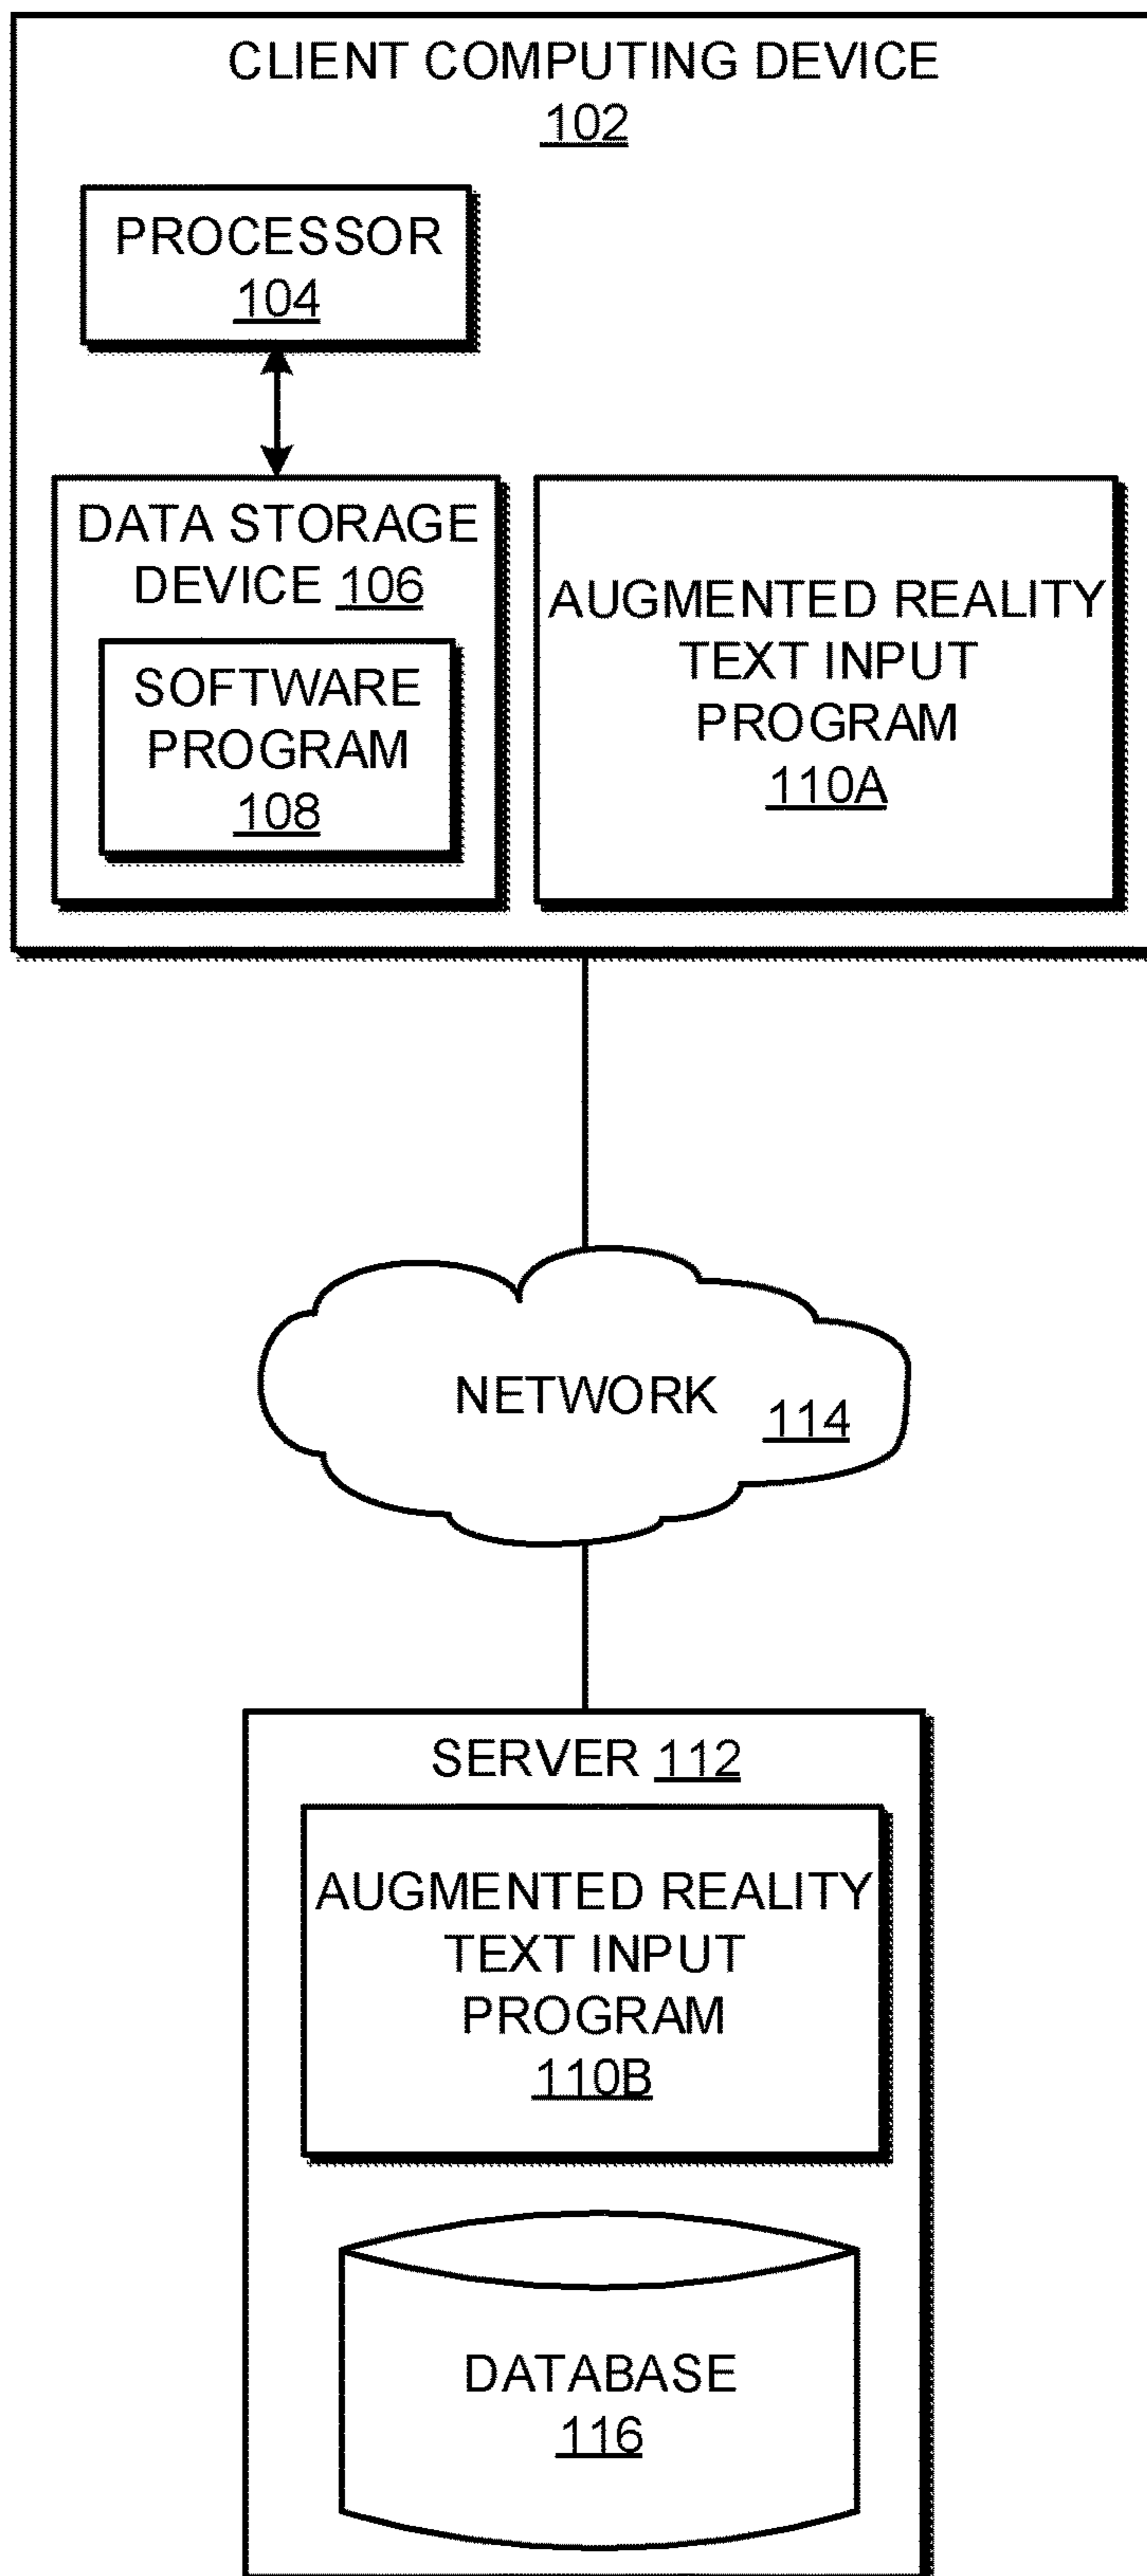 CLIENT COMPUTING DEVICE
102
PROCESSOR
104
DATA STORAGE
DEVICE 106
SOFTWARE
PROGRAM
108
AUGMENTED REALITY
TEXT INPUT
PROGRAM
110A
NETWORK 114
SERVER 112
AUGMENTED REALITY
TEXT INPUT
PROGRAM
110B
DATABASE
116